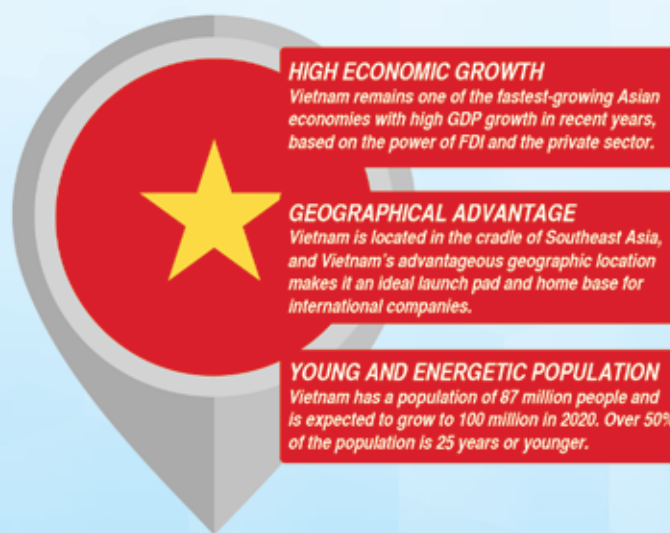 HIGH ECONOMIC GROWTH
Vietnam remains one of the fastest-growing Asian
economies with high GDP growth in recent years,
based on the power of FDI and the private sector.
GEOGRAPHICAL ADVANTAGE
Vietnam is located in the cradle of Southeast Asia,
and Vietnam's advantageous geographic location
makes it an ideal launch pad and home base for
international companies.
YOUNG AND ENERGETIC POPULATION
Vietnam has a population of 87 million people and
is expected to grow to 100 million in 2020. Over 50%
of the population is 25 years or younger.